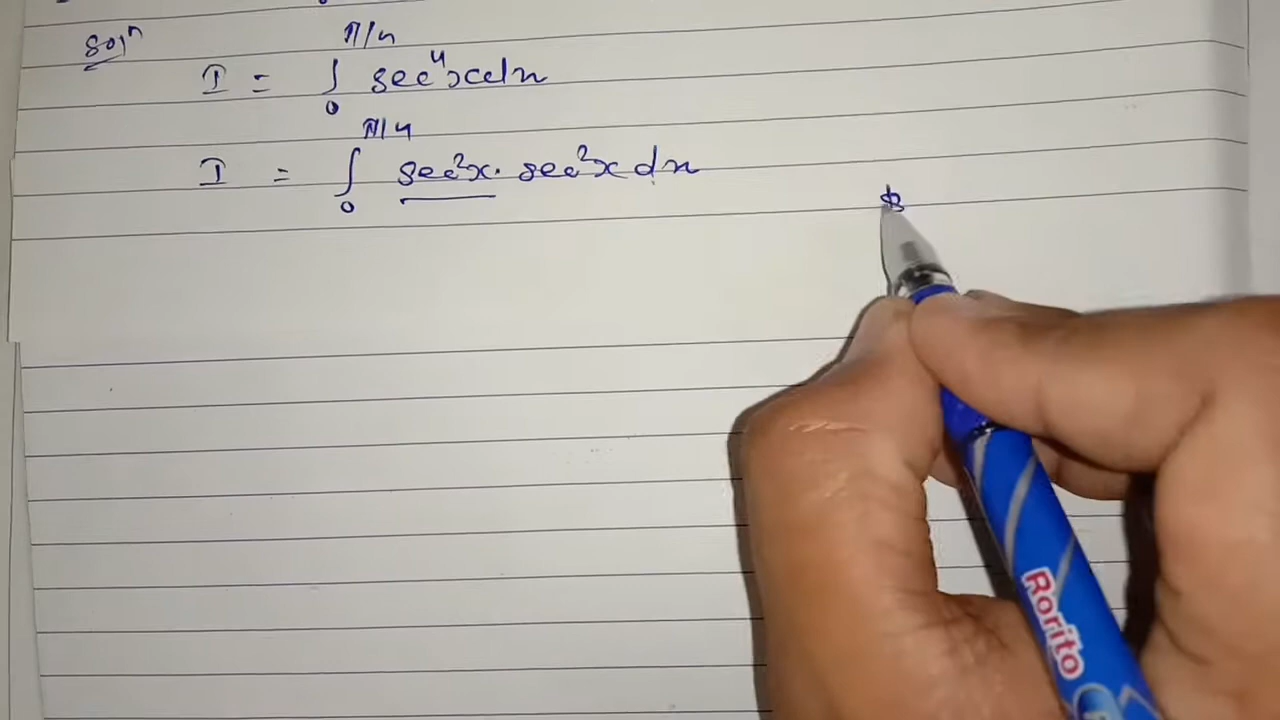 Solⁿ
π/4
I = ∫ sec⁴x dx
0
π/4
I = ∫ sec²x . sec²x dx
0
Rorito